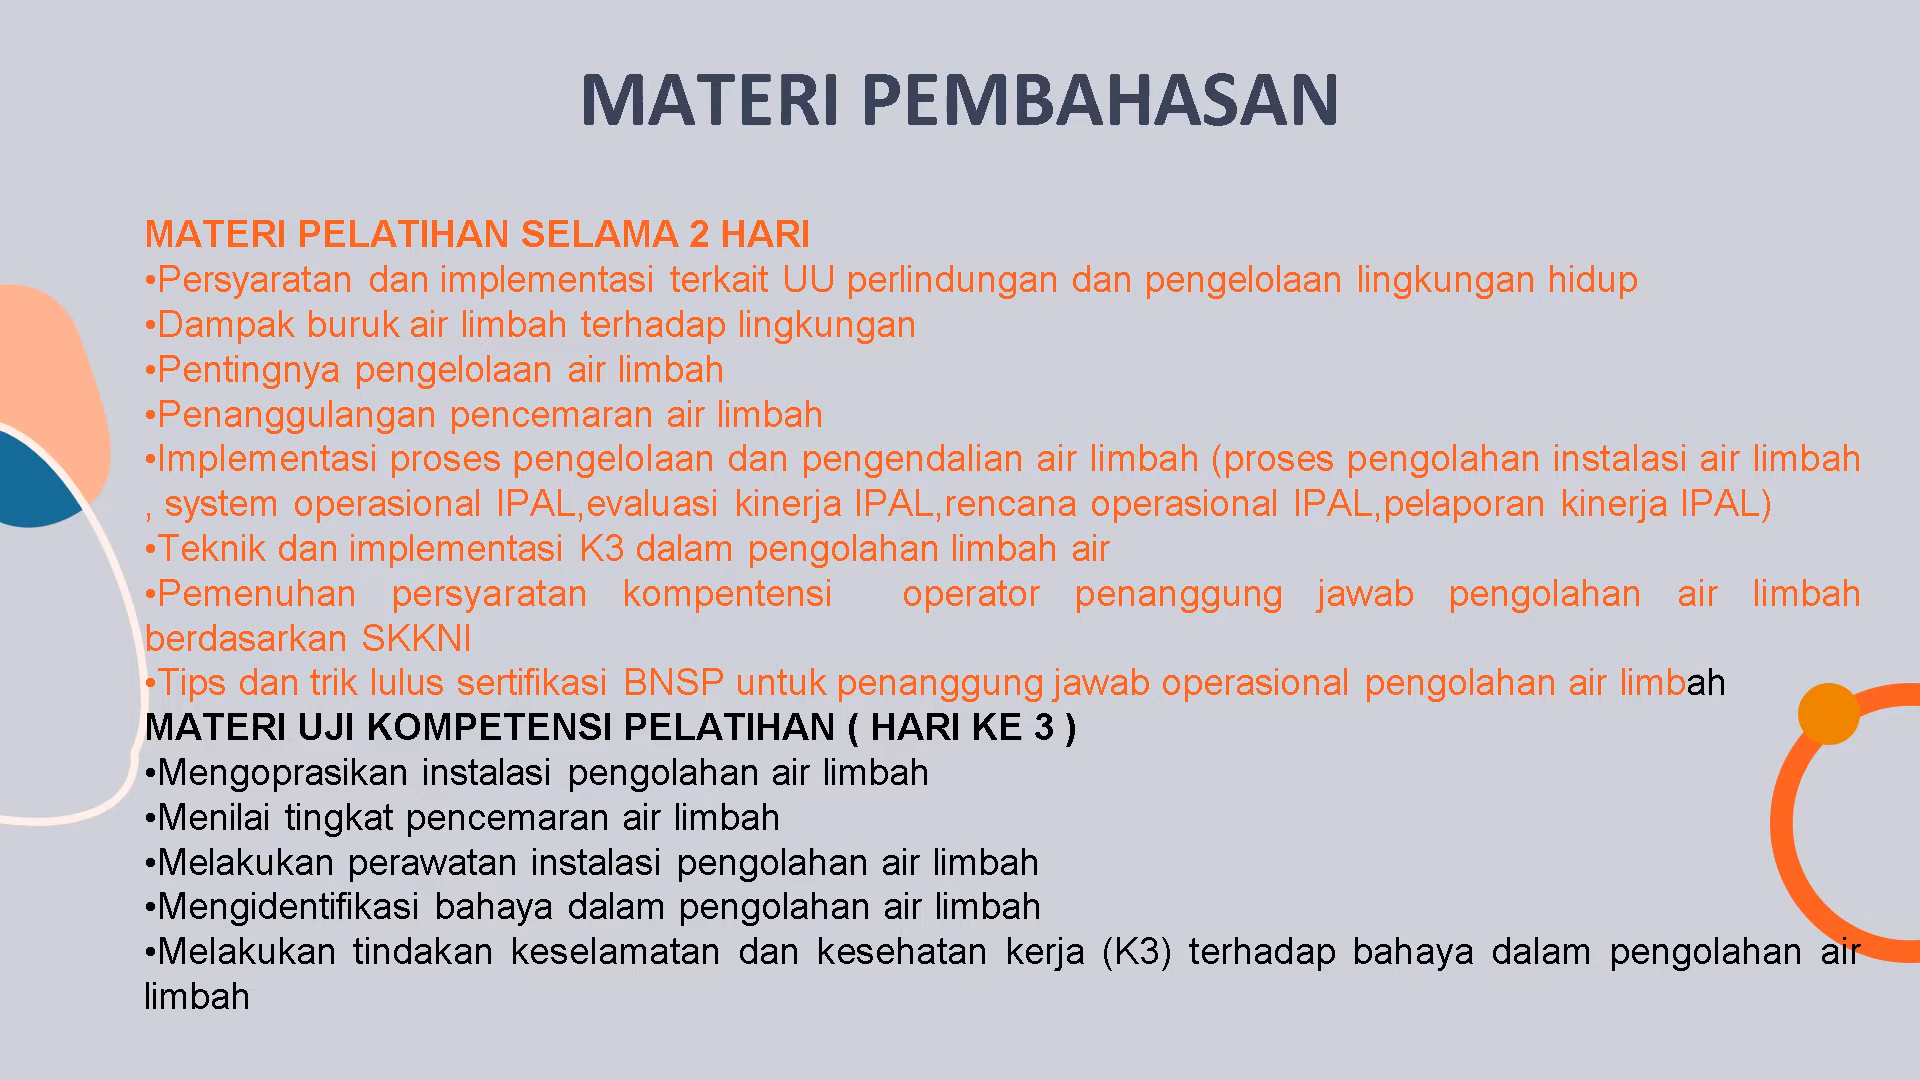 MATERI PEMBAHASAN
MATERI PELATIHAN SELAMA 2 HARI
•Persyaratan dan implementasi terkait UU perlindungan dan pengelolaan lingkungan hidup
•Dampak buruk air limbah terhadap lingkungan
•Pentingnya pengelolaan air limbah
•Penanggulangan pencemaran air limbah
•Implementasi proses pengelolaan dan pengendalian air limbah (proses pengolahan instalasi air limbah
, system operasional IPAL,evaluasi kinerja IPAL,rencana operasional IPAL,pelaporan kinerja IPAL)
•Teknik dan implementasi K3 dalam pengolahan limbah air
•Pemenuhan persyaratan kompentensi operator penanggung jawab pengolahan air limbah
berdasarkan SKKNI
•Tips dan trik lulus sertifikasi BNSP untuk penanggung jawab operasional pengolahan air limbah
MATERI UJI KOMPETENSI PELATIHAN ( HARI KE 3 )
•Mengoprasikan instalasi pengolahan air limbah
•Menilai tingkat pencemaran air limbah
•Melakukan perawatan instalasi pengolahan air limbah
•Mengidentifikasi bahaya dalam pengolahan air limbah
•Melakukan tindakan keselamatan dan kesehatan kerja (K3) terhadap bahaya dalam pengolahan air
limbah